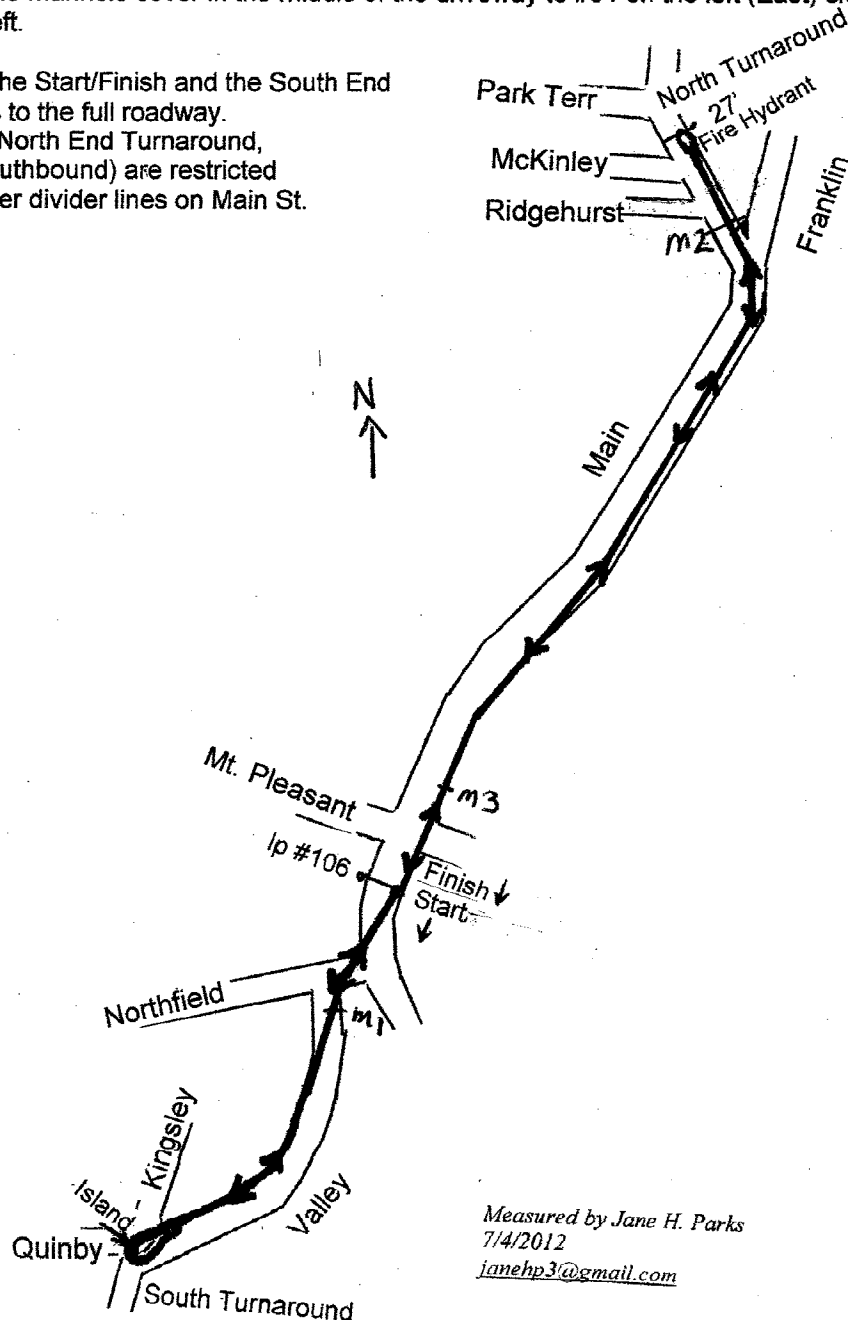 manhole cover in the middle of the driveway to
on the left (East)
eft.
he Start/Finish and the South End
to the full roadway.
North End Turnaround,
uthbound) are restricted
er divider lines on Main St.
North Turnaround
27'
Fire Hydrant
Park Terr
McKinley
Ridgehurst
Franklin
m2
N
Main
Mt. Pleasant
m3
lp #106
Finish
Start
Northfield
m1
Kingsley
Island
Valley
Quinby
South Turnaround
Measured by Jane H. Parks
7/4/2012
janehp3@gmail.com